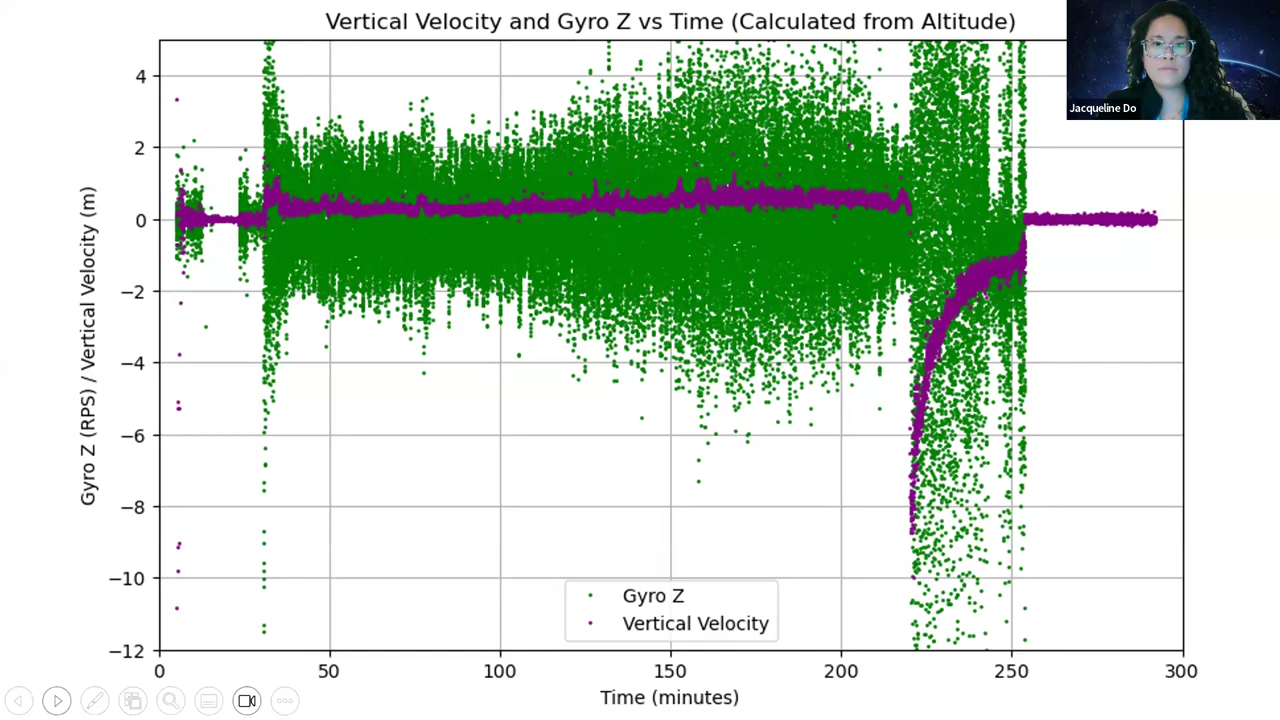 Vertical Velocity and Gyro Z vs Time (Calculated from Altitude)
Jacqueline Do
Gyro Z (RPS) / Vertical Velocity (m)
4
2
0
−2
−4
−6
−8
−10
−12
Gyro Z
Vertical Velocity
0 50 100 150 200 250 300
Time (minutes)